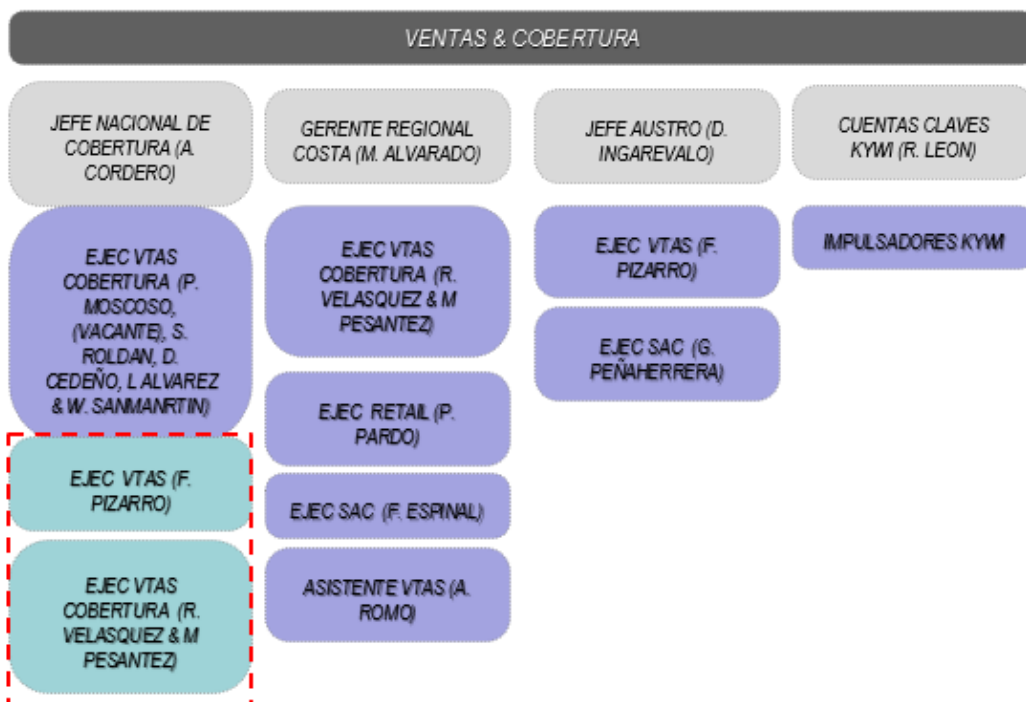 VENTAS & COBERTURA
JEFE NACIONAL DE
COBERTURA (A.
CORDERO)
EJEC VTAS
COBERTURA (P.
MOSCOSO,
(VACANTE), S.
ROLDAN, D.
CEDEÑO, L ALVAREZ
& W. SANMANRTIN)
EJEC VTAS (F.
PIZARRO)
EJEC VTAS
COBERTURA (R.
VELASQUEZ & M
PESANTEZ)
GERENTE REGIONAL
COSTA (M. ALVARADO)
EJEC VTAS
COBERTURA (R.
VELASQUEZ & M
PESANTEZ)
EJEC RETAIL (P.
PARDO)
EJEC SAC (F. ESPINAL)
ASISTENTE VTAS (A.
ROMO)
JEFE AUSTRO (D.
INGAREVALO)
EJEC VTAS (F.
PIZARRO)
EJEC SAC (G.
PEÑAHERRERA)
CUENTAS CLAVES
KYWI (R. LEON)
IMPULSADORES KYWI